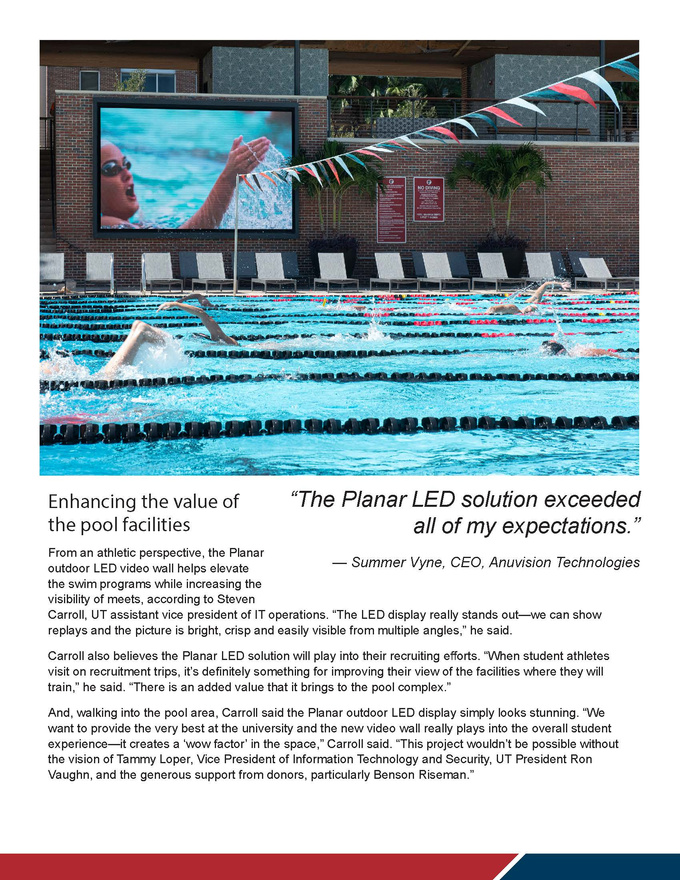 NO DIVING
Enhancing the value of
the pool facilities
“The Planar LED solution exceeded
all of my expectations.”
— Summer Vyne, CEO, Anuvision Technologies
From an athletic perspective, the Planar
outdoor LED video wall helps elevate
the swim programs while increasing the
visibility of meets, according to Steven
Carroll, UT assistant vice president of IT operations. “The LED display really stands out—we can show
replays and the picture is bright, crisp and easily visible from multiple angles,” he said.
Carroll also believes the Planar LED solution will play into their recruiting efforts. “When student athletes
visit on recruitment trips, it’s definitely something for improving their view of the facilities where they will
train,” he said. “There is an added value that it brings to the pool complex.”
And, walking into the pool area, Carroll said the Planar outdoor LED display simply looks stunning. “We
want to provide the very best at the university and the new video wall really plays into the overall student
experience—it creates a ‘wow factor’ in the space,” Carroll said. “This project wouldn’t be possible without
the vision of Tammy Loper, Vice President of Information Technology and Security, UT President Ron
Vaughn, and the generous support from donors, particularly Benson Riseman.”